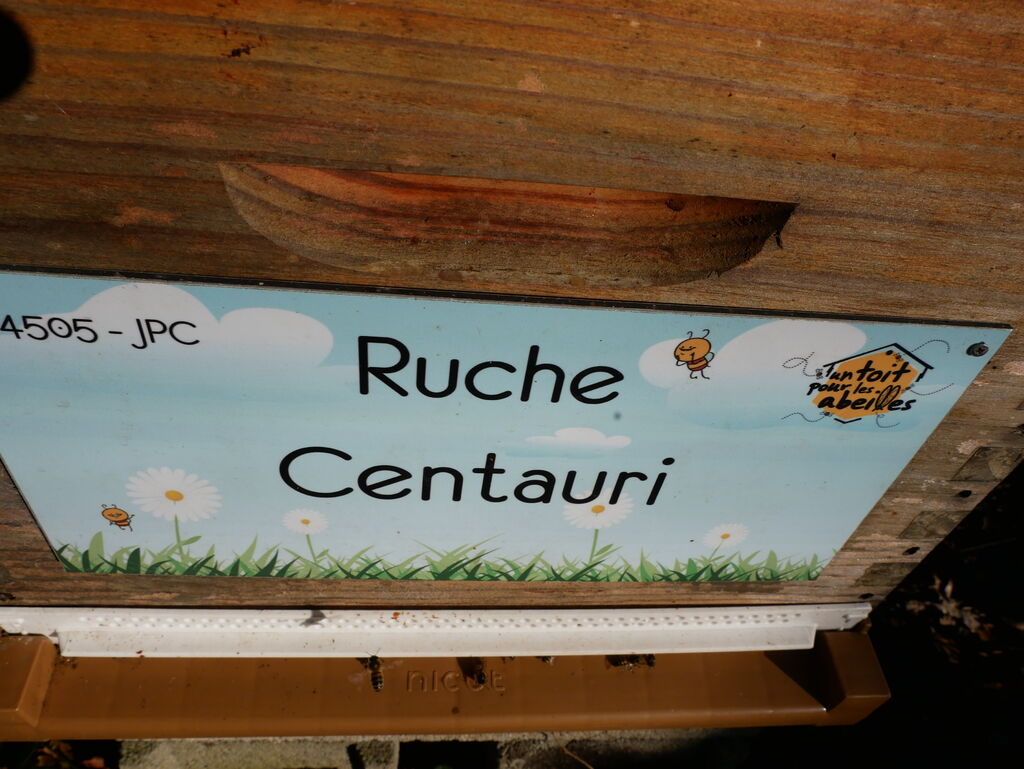 4505 - JPC
Ruche
Centauri
un toit
pour les
abeilles
nicot